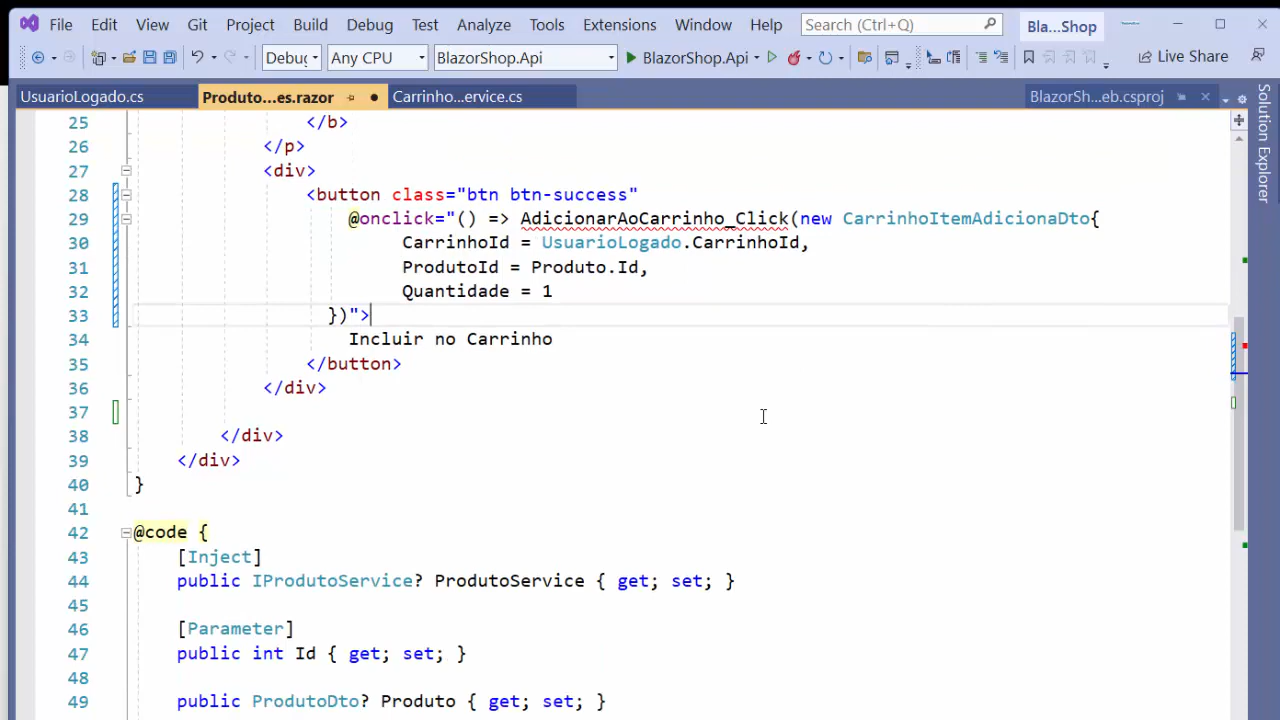 File Edit View Git Project Build Debug Test Analyze Tools Extensions Window Help Search (Ctrl+Q) Bla...Shop
Debug Any CPU BlazorShop.Api BlazorShop.Api Live Share
UsuarioLogado.cs Produto...es.razor Carrinho...ervice.cs BlazorSh...eb.csproj
Solution Explorer
25 </b>
26 </p>
27 <div>
28 <button class="btn btn-success"
29 @onclick="() => AdicionarAoCarrinho_Click(new CarrinhoItemAdicionaDto{
30 CarrinhoId = UsuarioLogado.CarrinhoId,
31 ProdutoId = Produto.Id,
32 Quantidade = 1
33 })">
34 Incluir no Carrinho
35 </button>
36 </div>
37
38 </div>
39 </div>
40 }
41
42 @code {
43 [Inject]
44 public IProdutoService? ProdutoService { get; set; }
45
46 [Parameter]
47 public int Id { get; set; }
48
49 public ProdutoDto? Produto { get; set; }